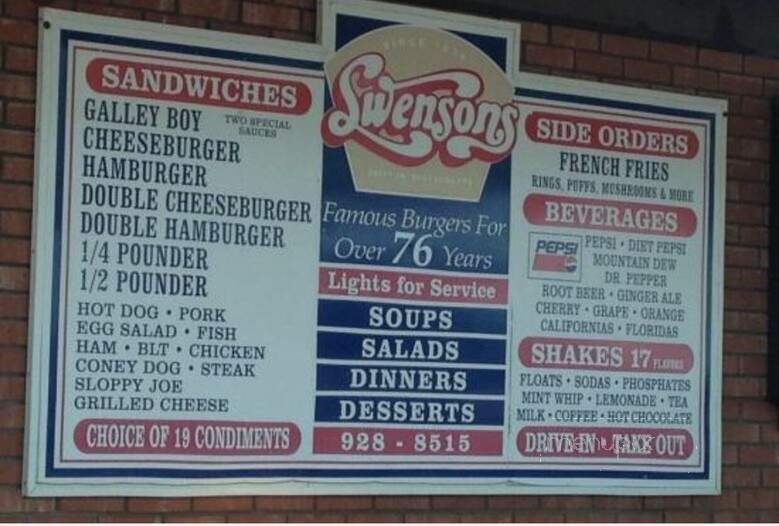 SANDWICHES
GALLEY BOY TWO SPECIAL SAUCES
CHEESEBURGER
HAMBURGER
DOUBLE CHEESEBURGER
DOUBLE HAMBURGER
1/4 POUNDER
1/2 POUNDER
HOT DOG • PORK
EGG SALAD • FISH
HAM • BLT • CHICKEN
CONEY DOG • STEAK
SLOPPY JOE
GRILLED CHEESE
CHOICE OF 19 CONDIMENTS
Swensons
Famous Burgers For
Over 76 Years
Lights for Service
SOUPS
SALADS
DINNERS
DESSERTS
928 - 8515
SIDE ORDERS
FRENCH FRIES
RINGS, PUFFS, MUSHROOMS & MORE
BEVERAGES
PEPSI
PEPSI • DIET PEPSI
MOUNTAIN DEW
DR. PEPPER
ROOT BEER • GINGER ALE
CHERRY • GRAPE • ORANGE
CALIFORNIAS • FLORIDAS
SHAKES 17 FLAVORS
FLOATS • SODAS • PHOSPHATES
MINT WHIP • LEMONADE • TEA
MILK • COFFEE • HOT CHOCOLATE
DRIVE IN TAKE OUT